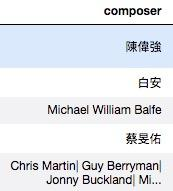 composer
陳偉強
白安
Michael William Balfe
蔡旻佑
Chris Martin| Guy Berryman|
Jonny Buckland| Mi...